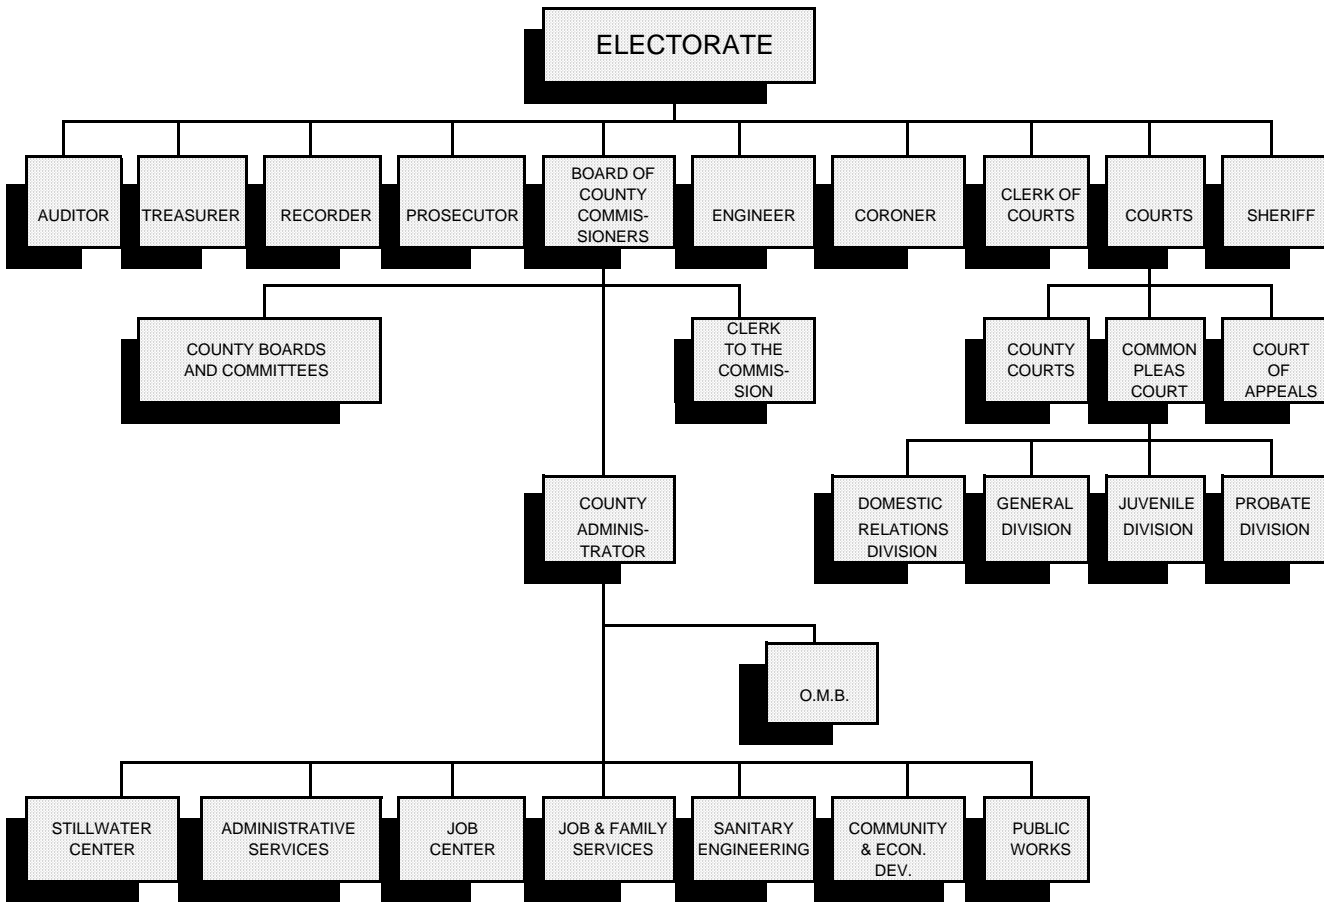 ELECTORATE
AUDITOR
TREASURER
RECORDER
PROSECUTOR
BOARD OF
COUNTY
COMMIS-
SIONERS
ENGINEER
CORONER
CLERK OF
COURTS
COURTS
SHERIFF
COUNTY BOARDS
AND COMMITTEES
CLERK
TO THE
COMMIS-
SION
COUNTY
COURTS
COMMON
PLEAS
COURT
COURT
OF
APPEALS
COUNTY
ADMINIS-
TRATOR
DOMESTIC
RELATIONS
DIVISION
GENERAL
DIVISION
JUVENILE
DIVISION
PROBATE
DIVISION
O.M.B.
STILLWATER
CENTER
ADMINISTRATIVE
SERVICES
JOB
CENTER
JOB & FAMILY
SERVICES
SANITARY
ENGINEERING
COMMUNITY
& ECON.
DEV.
PUBLIC
WORKS